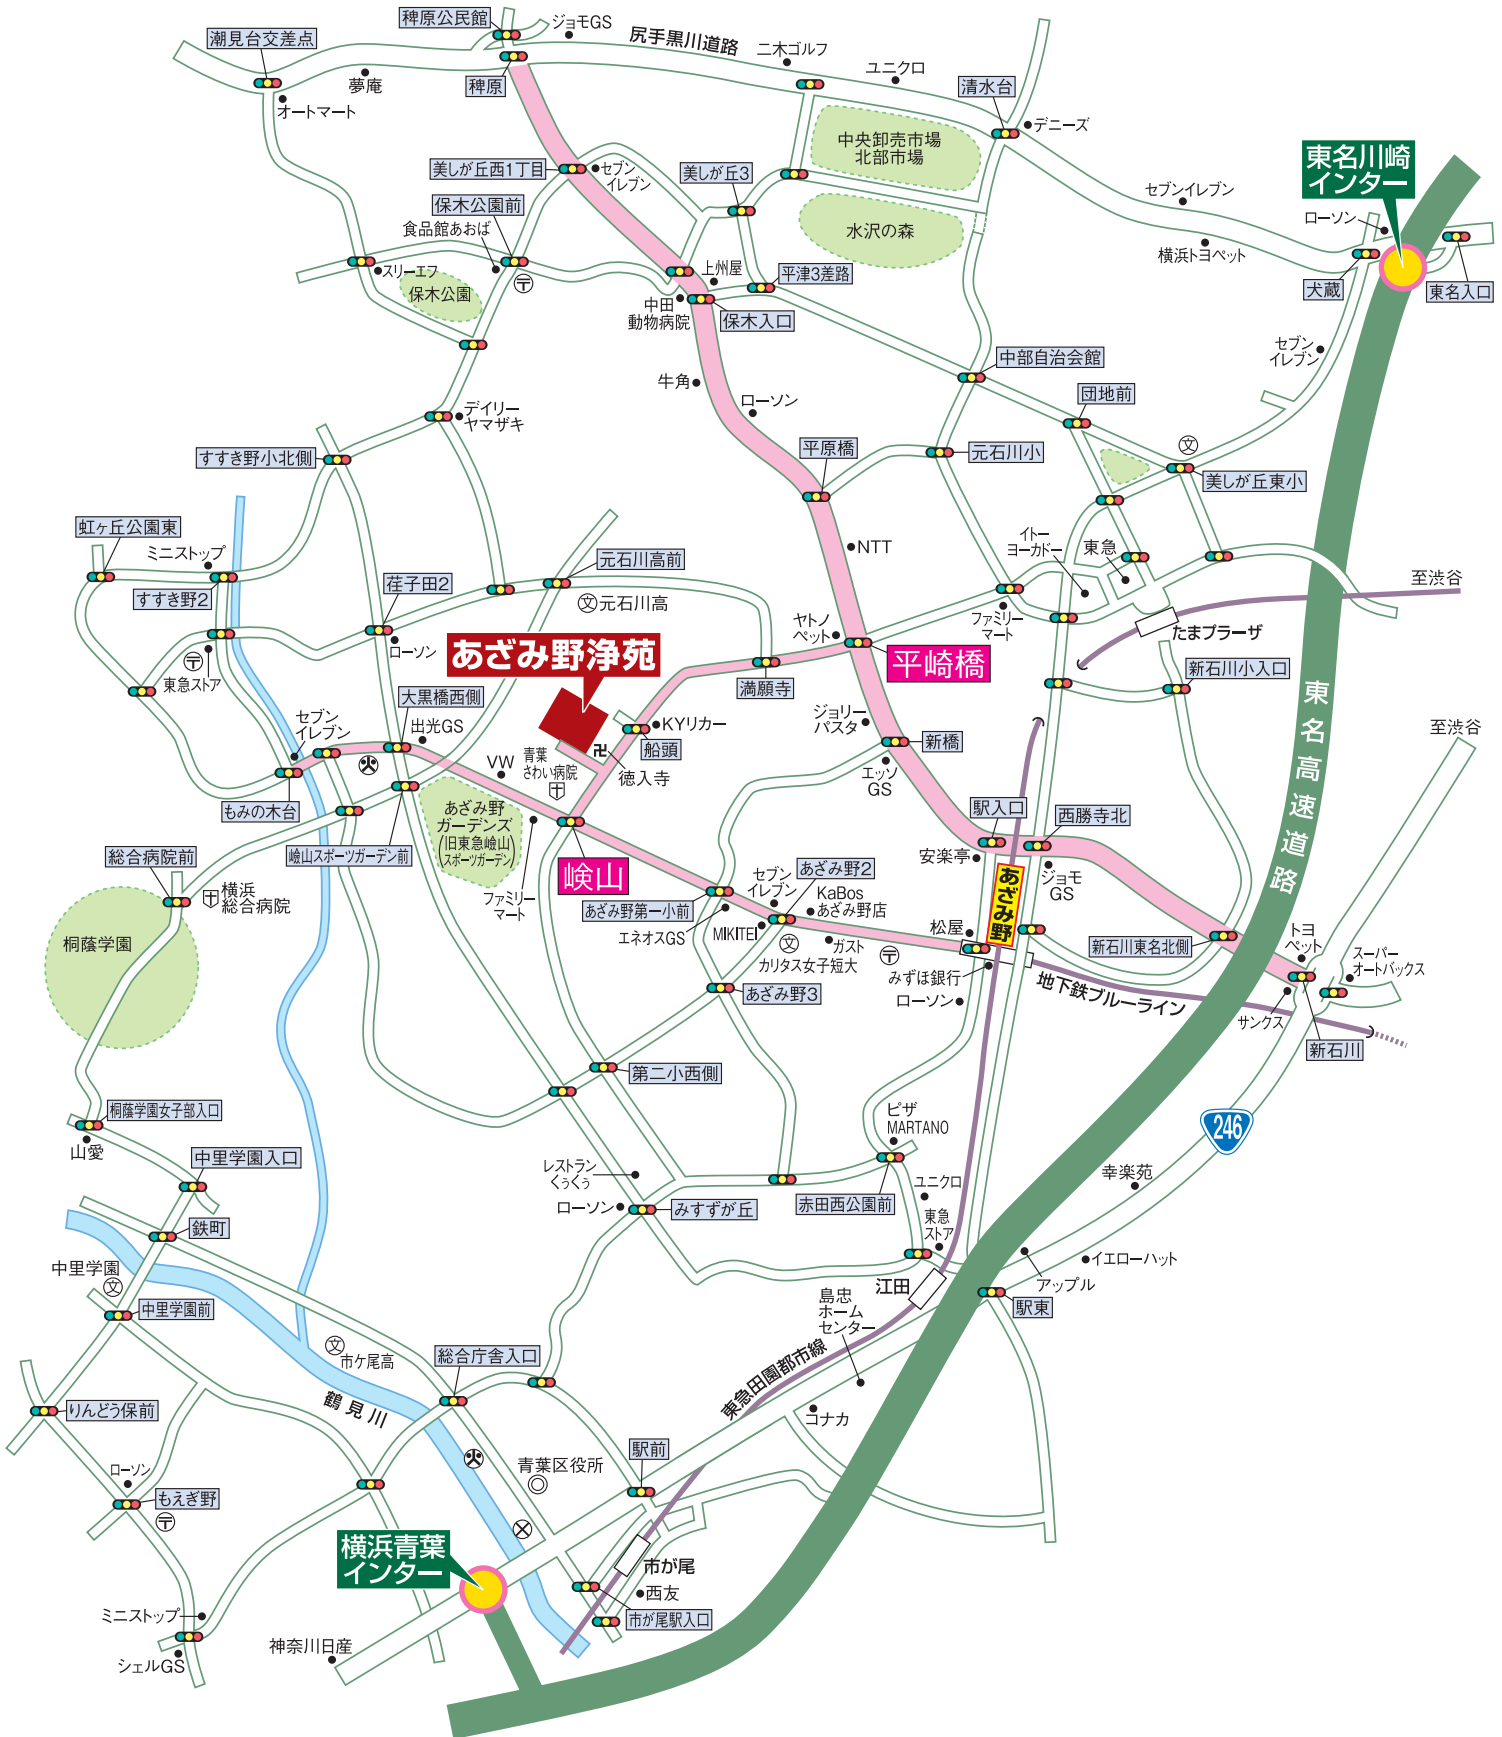 稗原公民館
ジョモGS
潮見台交差点
尻手黒川道路
二木ゴルフ
ユニクロ
夢庵
稗原
清水台
オートマート
デニーズ
中央卸売市場
北部市場
東名川崎
インター
美しが丘西1丁目
セブン
イレブン
美しが丘3
セブンイレブン
保木公園前
食品館あおば
ローソン
水沢の森
横浜トヨペット
スリーエフ
上州屋
平津3差路
犬蔵
東名入口
保木公園
中田
動物病院
保木入口
セブン
イレブン
中部自治会館
牛角
団地前
ローソン
デイリー
ヤマザキ
すすき野小北側
平原橋
元石川小
文
美しが丘東小
虹ヶ丘公園東
ミニストップ
NTT
イトー
ヨーカドー
東急
元石川高前
至渋谷
荏子田2
すすき野2
文元石川高
ヤトノ
ペット
ファミリー
マート
たまプラーザ
ローソン
あざみ野浄苑
平崎橋
東急ストア
満願寺
新石川小入口
大黒橋西側
東名高速道路
セブン
イレブン
出光GS
KYリカー
ジョリー
パスタ
新橋
至渋谷
船頭
VW
青葉
さわい病院
卍
徳入寺
エッソ
GS
もみの木台
あざみ野
ガーデンズ
(旧東急嶮山
スポーツガーデン)
駅入口
西勝寺北
嶮山スポーツガーデン前
総合病院前
嶮山
安楽亭
ジョモ
GS
あざみ野2
セブン
イレブン
KaBos
あざみ野店
横浜
総合病院
ファミリー
マート
あざみ野第一小前
あざみ野
エネオスGS
MIKITEI
松屋
ガスト
桐蔭学園
文
カリタス女子短大
新石川東名北側
トヨ
ペット
スーパー
オートバックス
みずほ銀行
あざみ野3
ローソン
地下鉄ブルーライン
サンクス
新石川
第二小西側
桐蔭学園女子部入口
ピザ
MARTANO
246
山愛
中里学園入口
レストラン
くぅくぅ
幸楽苑
ユニクロ
ローソン
みすずが丘
赤田西公園前
鉄町
東急
ストア
中里学園
文
イエローハット
アップル
江田
島忠
ホーム
センター
駅東
中里学園前
文
市ケ尾高
総合庁舎入口
東急田園都市線
りんどう保前
鶴見川
コナカ
駅前
青葉区役所
ローソン
もえぎ野
横浜青葉
インター
市が尾
西友
市が尾駅入口
ミニストップ
神奈川日産
シェルGS